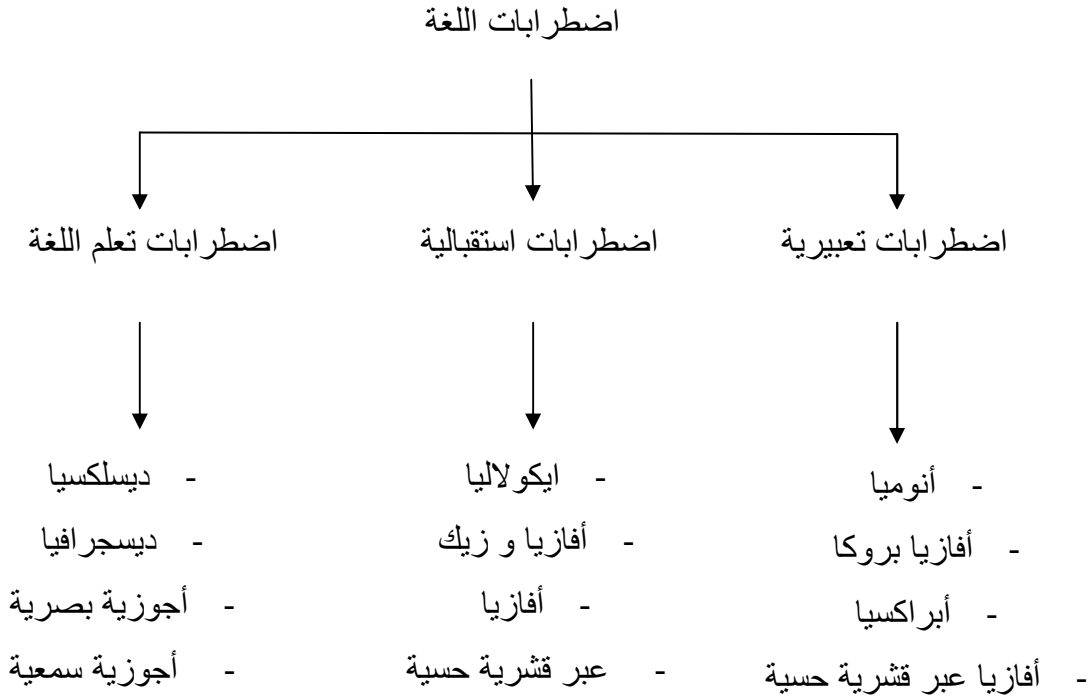 اضطرابات اللغة
اضطرابات تعبيرية
اضطرابات استقبالية
اضطرابات تعلم اللغة
- أنوميا
- أفازيا بروكا
- أبراكسيا
- أفازيا عبر قشرية حسية
- ايكولاليا
- أفازيا و زيك
- أفازيا
- عبر قشرية حسية
- ديسلكسيا
- ديسجرافيا
- أجوزية بصرية
- أجوزية سمعية